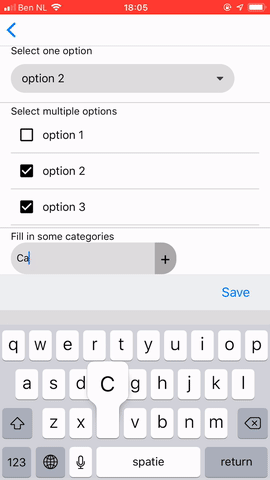 Ben NL 18:05
Select one option
option 2
Select multiple options
option 1
option 2
option 3
Fill in some categories
Ca +
Save
q w e r t y u i o p
a s d C g h j k l
z x v b n m
123 spatie return